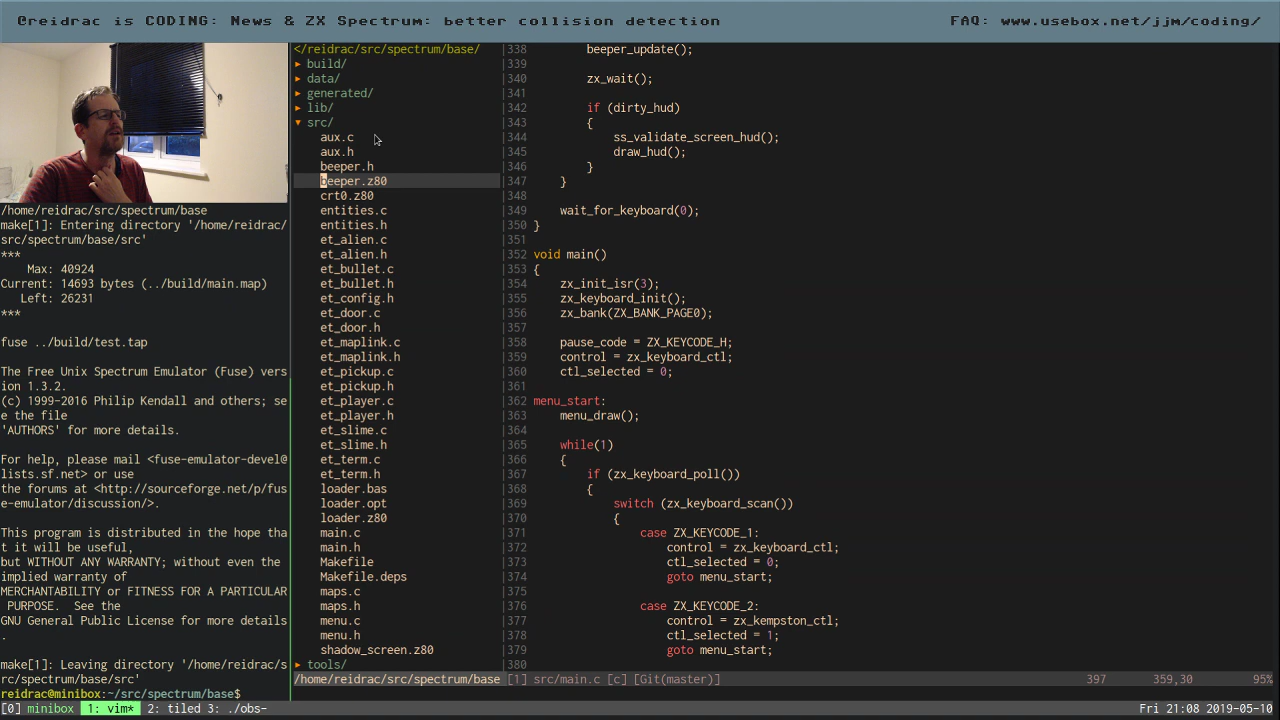 @reidrac is CODING: News & ZX Spectrum: better collision detection
FAQ: www.usebox.net/jjm/coding/
/home/reidrac/src/spectrum/base
make[1]: Entering directory '/home/reidrac/
src/spectrum/base/src'
***
Max: 40924
Current: 14693 bytes (../build/main.map)
Left: 26231
***
fuse ../build/test.tap
The Free Unix Spectrum Emulator (Fuse) vers
ion 1.3.2.
(c) 1999-2016 Philip Kendall and others; se
e the file
'AUTHORS' for more details.
For help, please mail <fuse-emulator-devel@
lists.sf.net> or use
the forums at <http://sourceforge.net/p/fus
e-emulator/discussion/>.
This program is distributed in the hope tha
t it will be useful,
but WITHOUT ANY WARRANTY; without even the
implied warranty of
MERCHANTABILITY or FITNESS FOR A PARTICULAR
PURPOSE.  See the
GNU General Public License for more details
.
make[1]: Leaving directory '/home/reidrac/s
rc/spectrum/base/src'
reidrac@minibox:~/src/spectrum/base$
</reidrac/src/spectrum/base/
▸ build/
▸ data/
▸ generated/
▸ lib/
▾ src/
aux.c
aux.h
beeper.h
beeper.z80
crt0.z80
entities.c
entities.h
et_alien.c
et_alien.h
et_bullet.c
et_bullet.h
et_config.h
et_door.c
et_door.h
et_maplink.c
et_maplink.h
et_pickup.c
et_pickup.h
et_player.c
et_player.h
et_slime.c
et_slime.h
et_term.c
et_term.h
loader.bas
loader.opt
loader.z80
main.c
main.h
Makefile
Makefile.deps
maps.c
maps.h
menu.c
menu.h
shadow_screen.z80
▸ tools/
338 beeper_update();
339
340 zx_wait();
341
342 if (dirty_hud)
343 {
344 ss_validate_screen_hud();
345 draw_hud();
346 }
347 }
348
349 wait_for_keyboard(0);
350 }
351
352 void main()
353 {
354 zx_init_isr(3);
355 zx_keyboard_init();
356 zx_bank(ZX_BANK_PAGE0);
357
358 pause_code = ZX_KEYCODE_H;
359 control = zx_keyboard_ctl;
360 ctl_selected = 0;
361
362 menu_start:
363 menu_draw();
364
365 while(1)
366 {
367 if (zx_keyboard_poll())
368 {
369 switch (zx_keyboard_scan())
370 {
371 case ZX_KEYCODE_1:
372 control = zx_keyboard_ctl;
373 ctl_selected = 0;
374 goto menu_start;
375
376 case ZX_KEYCODE_2:
377 control = zx_kempston_ctl;
378 ctl_selected = 1;
379 goto menu_start;
380
/home/reidrac/src/spectrum/base [1] src/main.c [c] [Git(master)] 397 359,30 95%
[0] minibox 1: vim* 2: tiled 3: ./obs- Fri 21:08 2019-05-10